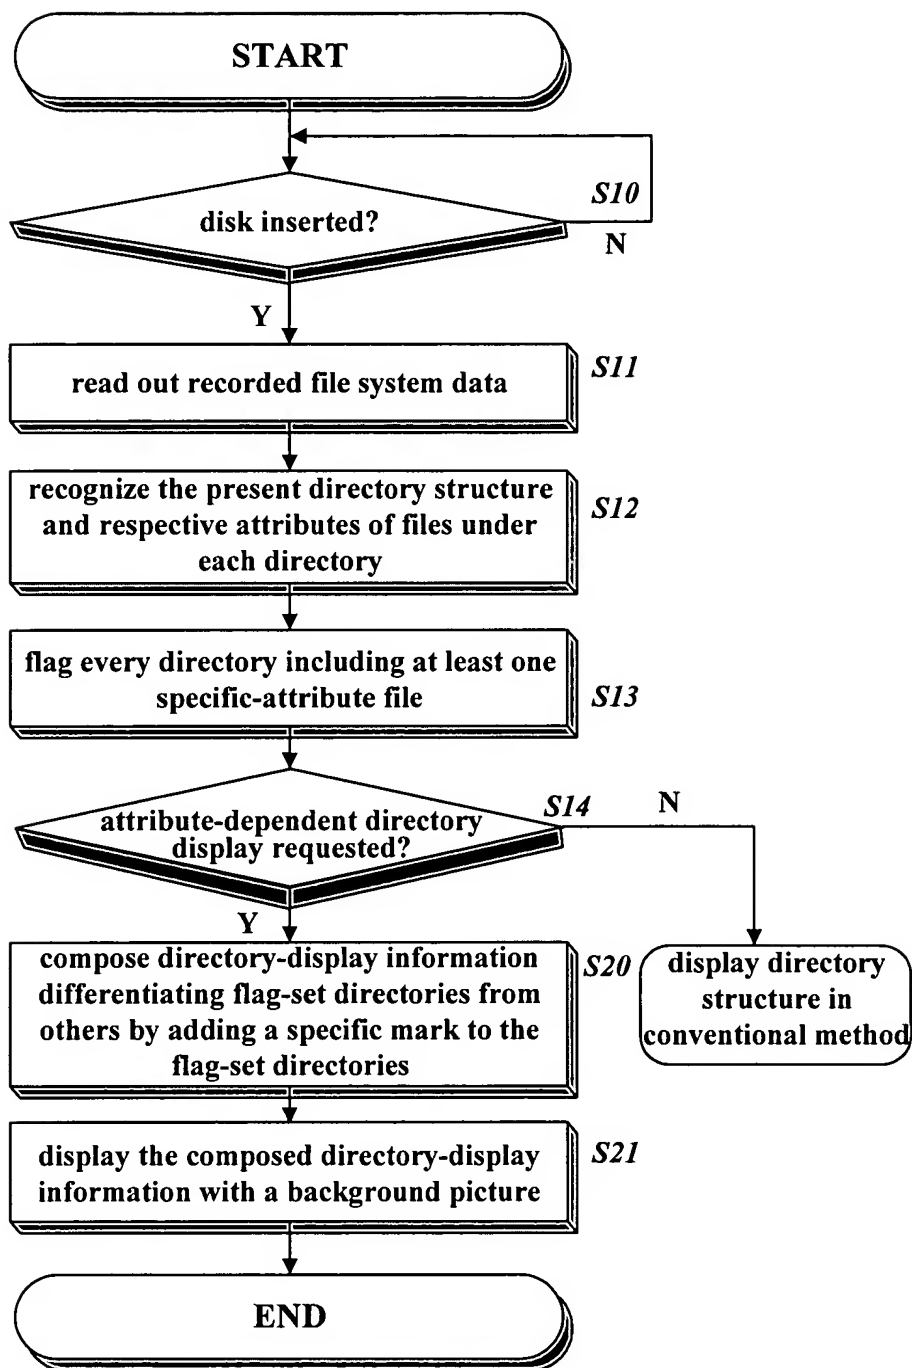 START
S10
disk inserted?
N
Y
S11
read out recorded file system data
recognize the present directory structure
and respective attributes of files under
each directory
S12
flag every directory including at least one
specific-attribute file
S13
S14
N
attribute-dependent directory
display requested?
Y
compose directory-display information
differentiating flag-set directories from
others by adding a specific mark to the
flag-set directories
S20
display directory
structure in
conventional method
display the composed directory-display
information with a background picture
S21
END